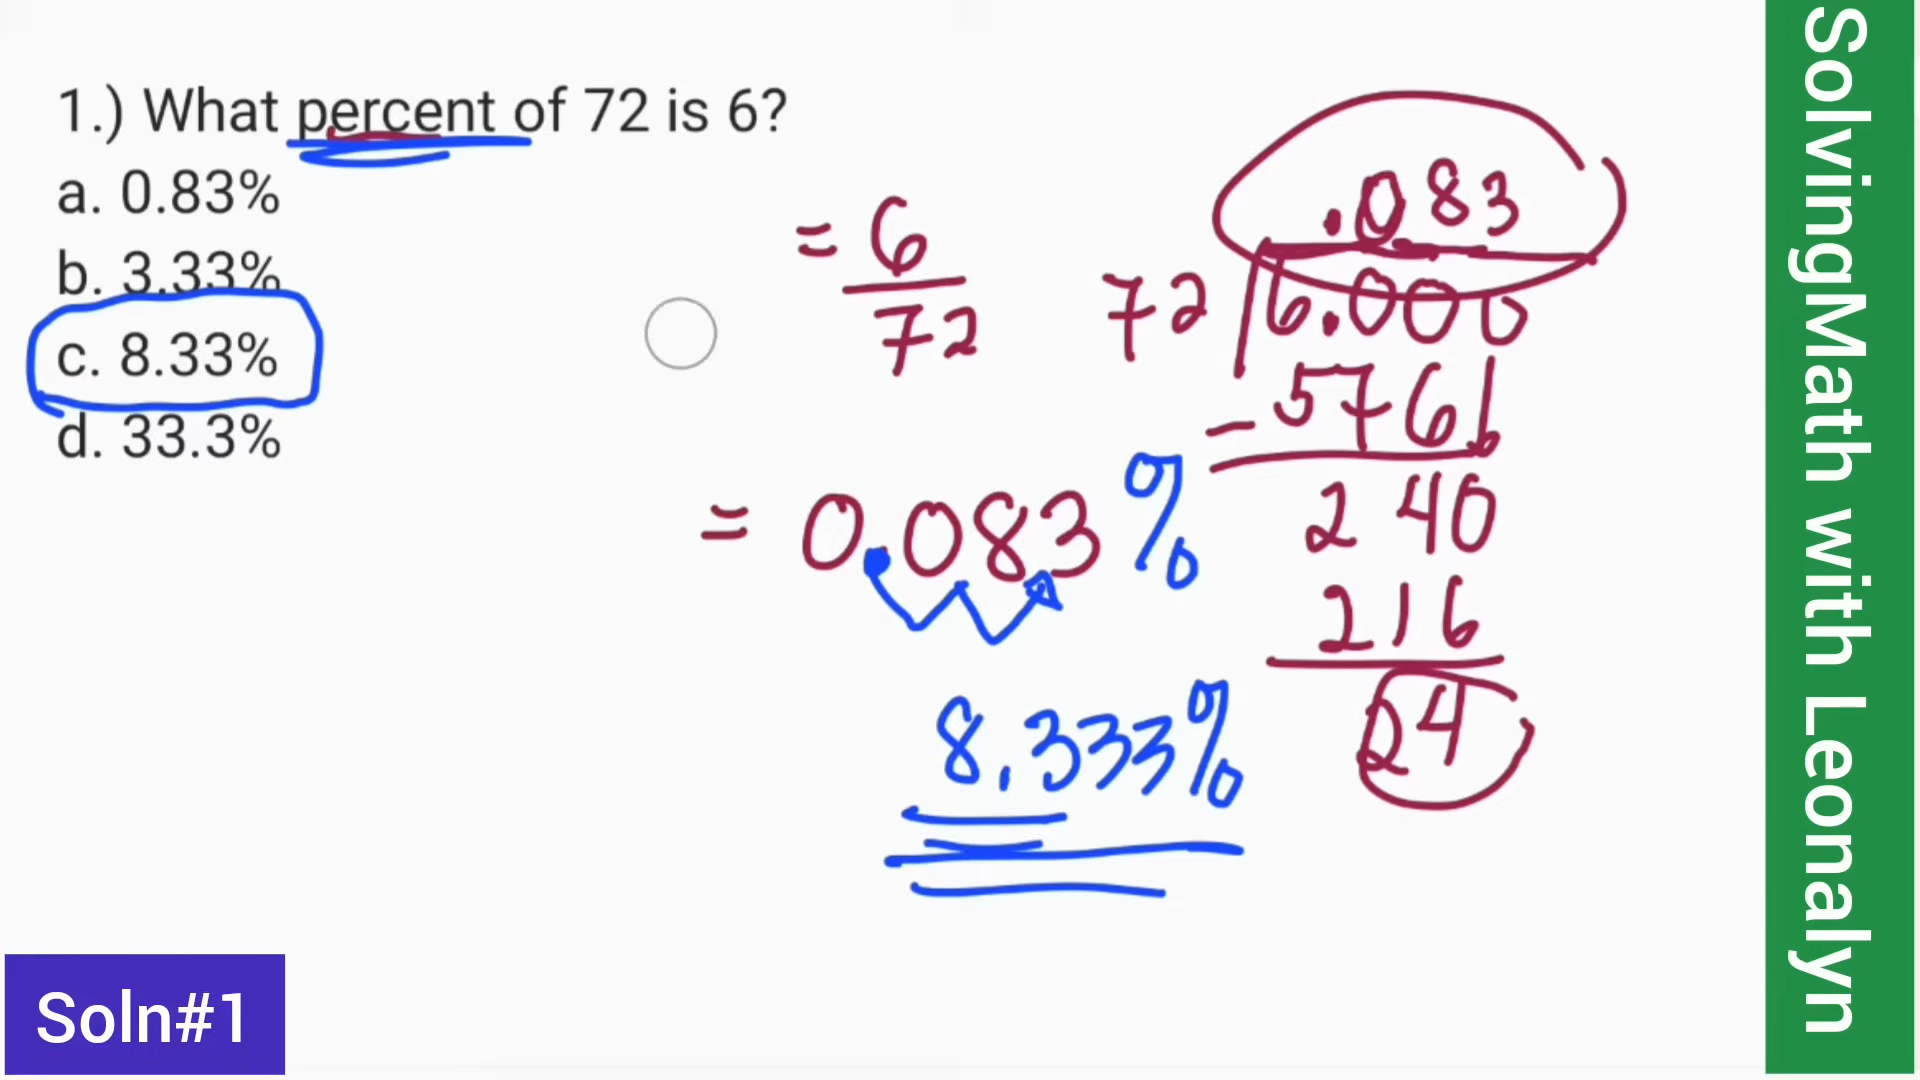 1.) What percent of 72 is 6?
a. 0.83%
b. 3.33%
c. 8.33%
d. 33.3%
= 6
72
.083
72 6.000
- 576
240
216
24
= 0.083 %
8.333%
Soln#1
SolvingMath with Leonalyn